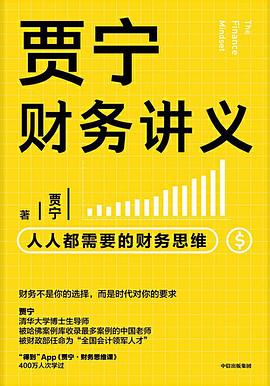 贾宁
财务讲义
The
Finance
Mindset
贾宁
著
人人都需要的财务思维
$
财务不是你的选择，而是时代对你的要求
贾宁
清华大学博士生导师
被哈佛案例库收录最多案例的中国老师
被财政部任命为“全国会计领军人才”
“得到”App《贾宁·财务思维课》
400万人次学过
中信出版集团